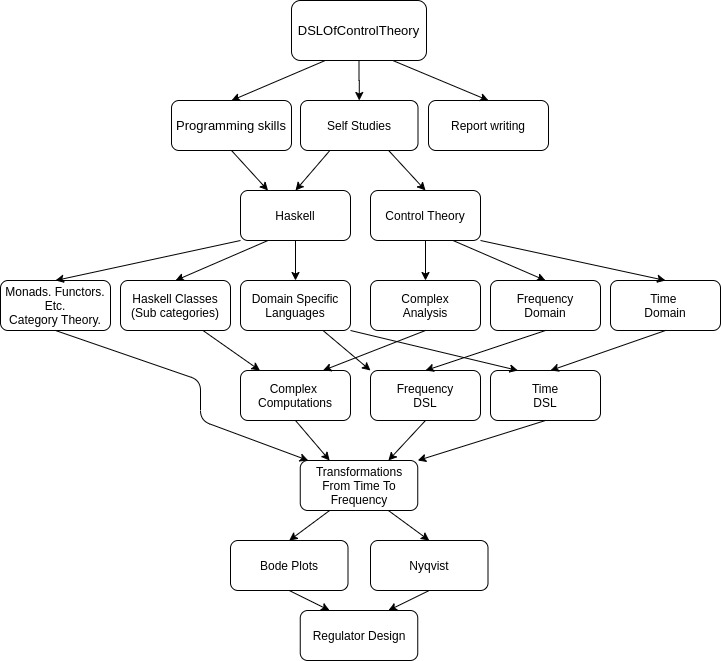 DSLOfControlTheory
Programming skills
Self Studies
Report writing
Haskell
Control Theory
Monads. Functors.
Etc.
Category Theory.
Haskell Classes
(Sub categories)
Domain Specific
Languages
Complex
Analysis
Frequency
Domain
Time
Domain
Complex
Computations
Frequency
DSL
Time
DSL
Transformations
From Time To
Frequency
Bode Plots
Nyqvist
Regulator Design